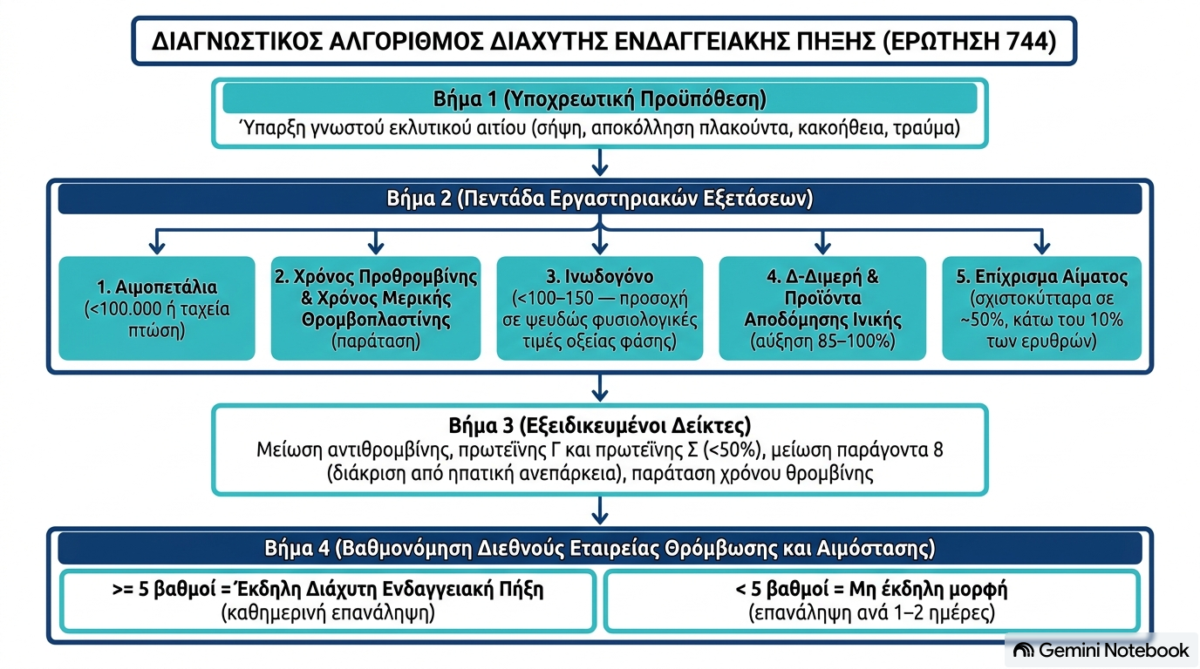 ΔΙΑΓΝΩΣΤΙΚΟΣ ΑΛΓΟΡΙΘΜΟΣ ΔΙΑΧΥΤΗΣ ΕΝΔΑΓΓΕΙΑΚΗΣ ΠΗΞΗΣ (ΕΡΩΤΗΣΗ 744)
Βήμα 1 (Υποχρεωτική Προϋπόθεση)
Ύπαρξη γνωστού εκλυτικού αιτίου (σήψη, αποκόλληση πλακούντα, κακοήθεια, τραύμα)
Βήμα 2 (Πεντάδα Εργαστηριακών Εξετάσεων)
1. Αιμοπετάλια
(<100.000 ή ταχεία
πτώση)
2. Χρόνος Προθρομβίνης
& Χρόνος Μερικής
Θρομβοπλαστίνης
(παράταση)
3. Ινωδογόνο
(<100–150 — προσοχή
σε ψευδώς φυσιολογικές
τιμές οξείας φάσης)
4. Δ-Διμερή &
Προϊόντα
Αποδόμησης Ινικής
(αύξηση 85–100%)
5. Επίχρισμα Αίματος
(σχιστοκύτταρα σε
~50%, κάτω του 10%
των ερυθρών)
Βήμα 3 (Εξειδικευμένοι Δείκτες)
Μείωση αντιθρομβίνης, πρωτεΐνης Γ και πρωτεΐνης Σ (<50%), μείωση παράγοντα 8
(διάκριση από ηπατική ανεπάρκεια), παράταση χρόνου θρομβίνης
Βήμα 4 (Βαθμονόμηση Διεθνούς Εταιρείας Θρόμβωσης και Αιμόστασης)
>= 5 βαθμοί = Έκδηλη Διάχυτη Ενδαγγειακή Πήξη
(καθημερινή επανάληψη)
< 5 βαθμοί = Μη έκδηλη μορφή
(επανάληψη ανά 1–2 ημέρες)
Gemini Notebook